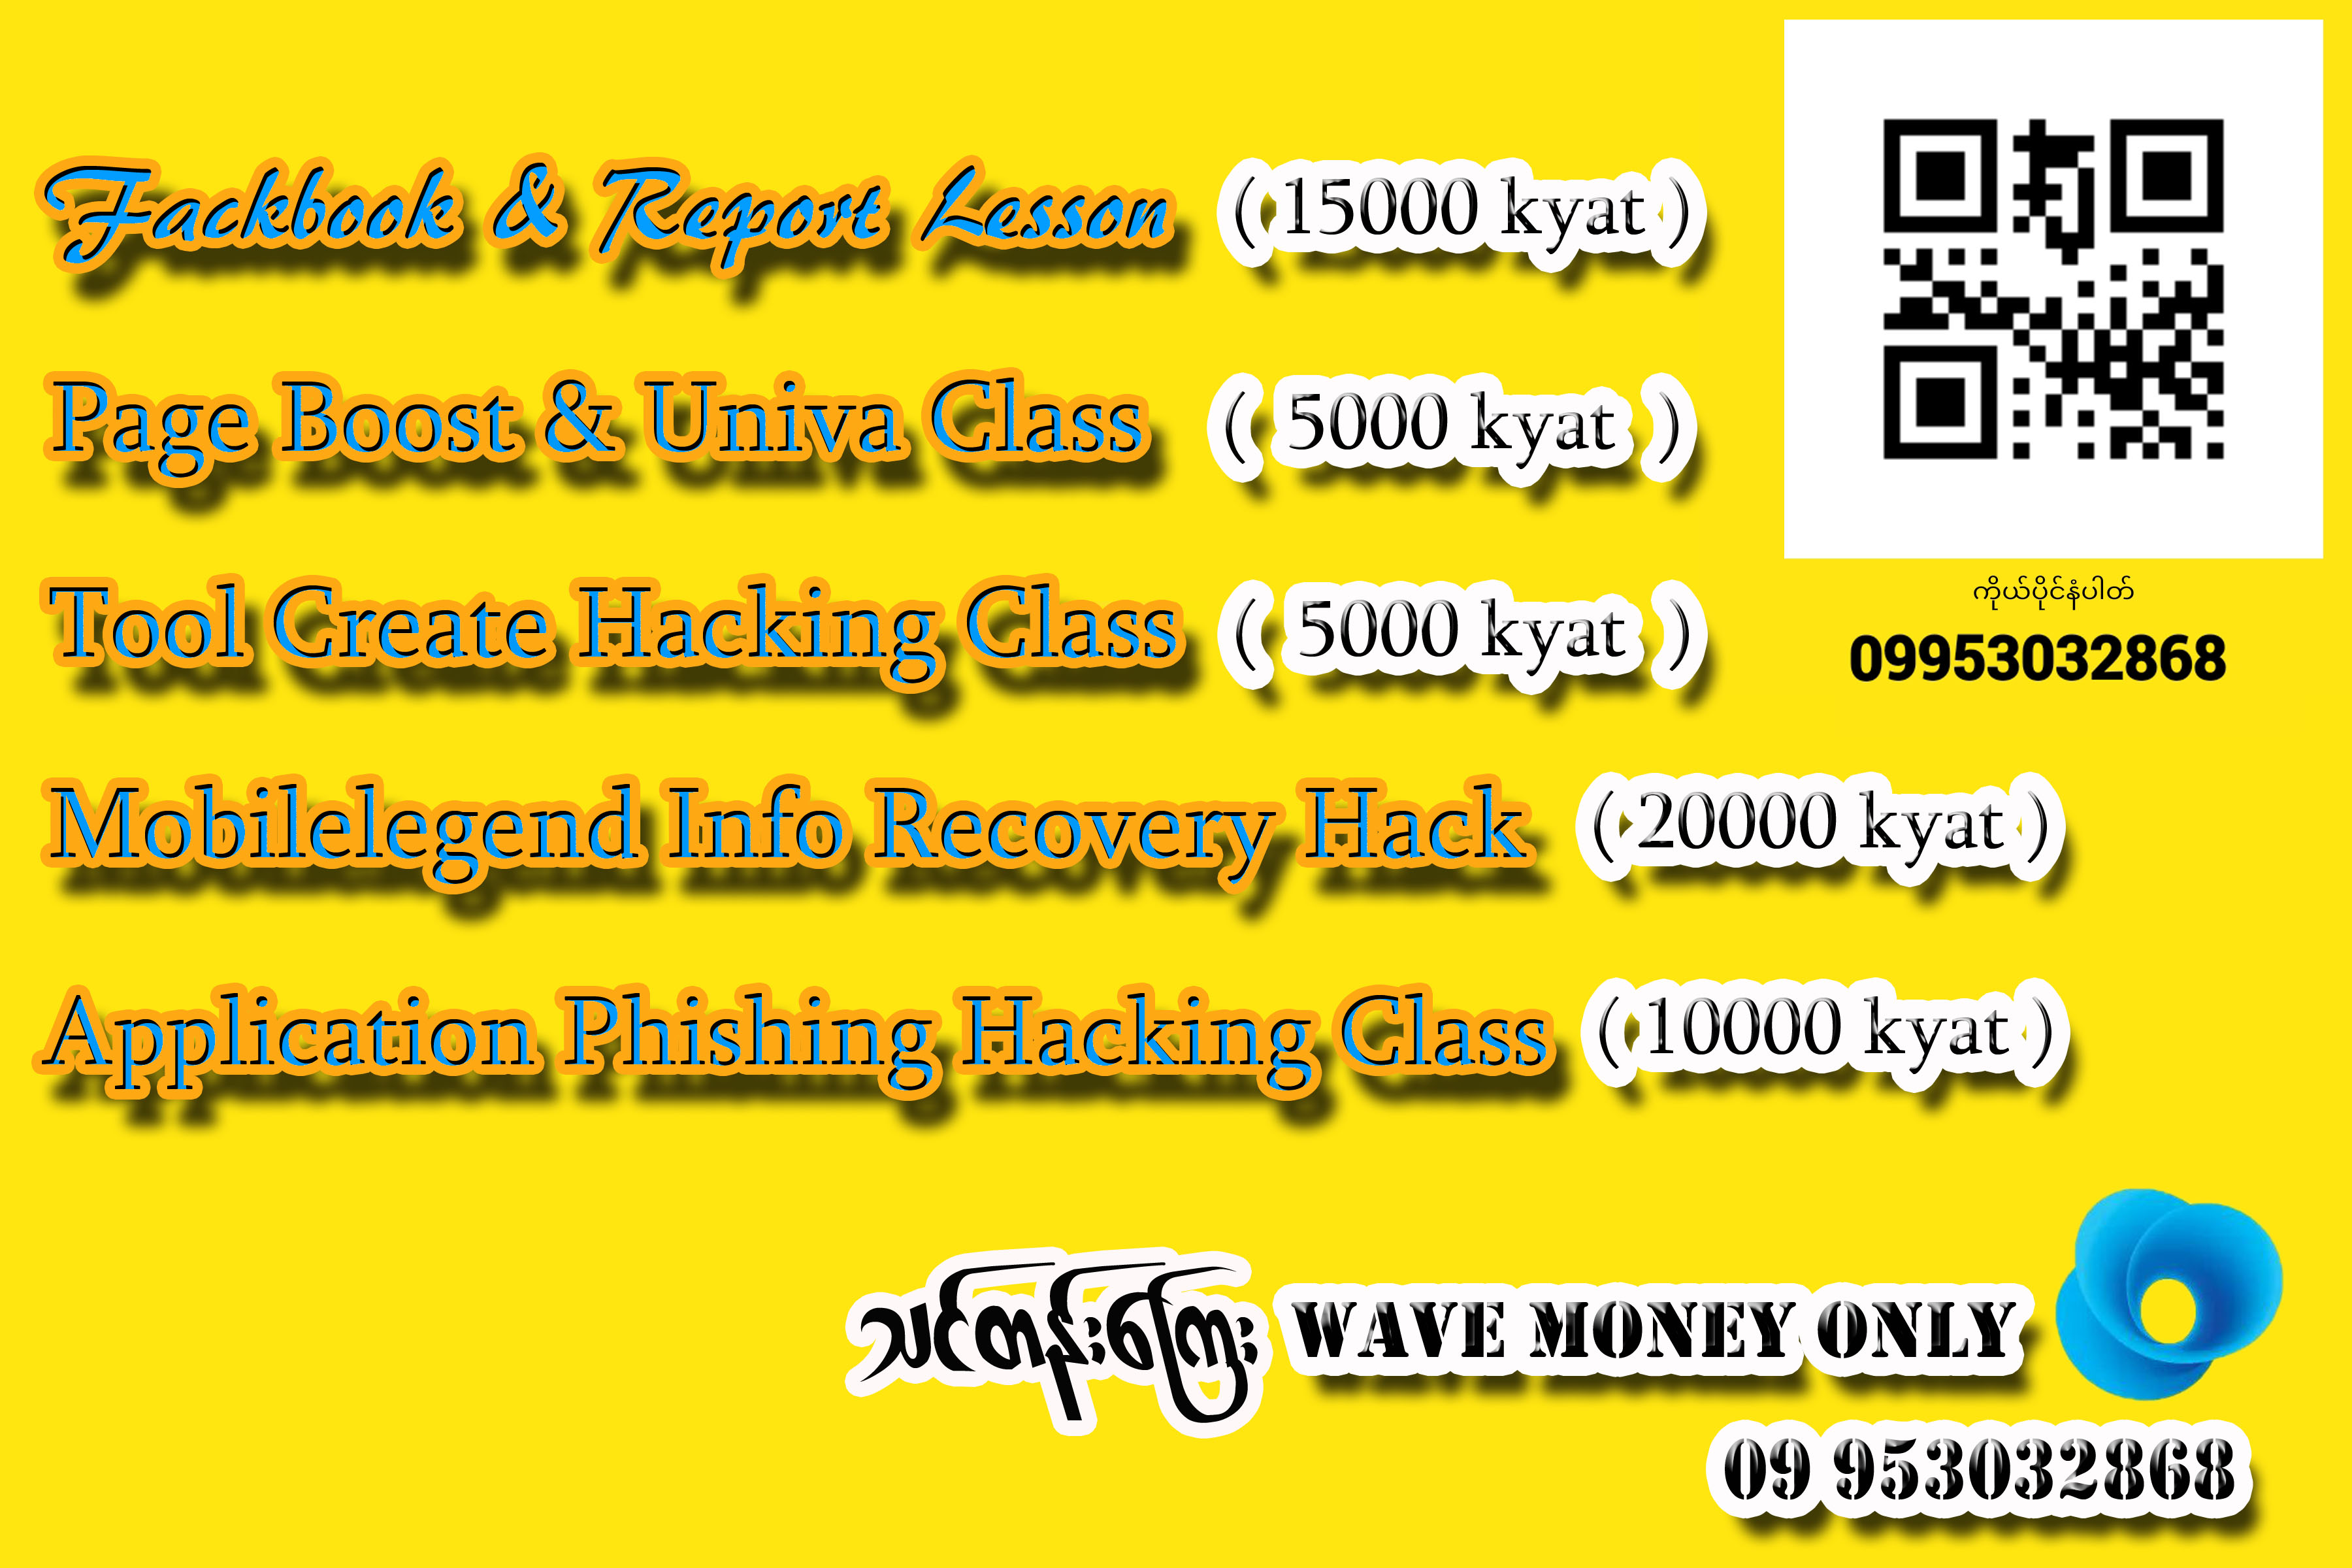 Fackbook & Report Lesson ( 15000 kyat )
Page Boost & Univa Class ( 5000 kyat )
Tool Create Hacking Class ( 5000 kyat )
ကိုယ်ပိုင်နံပါတ်
09953032868
Mobilelegend Info Recovery Hack ( 20000 kyat )
Application Phishing Hacking Class ( 10000 kyat )
သင်တန်းကြေး WAVE MONEY ONLY
09 953032868